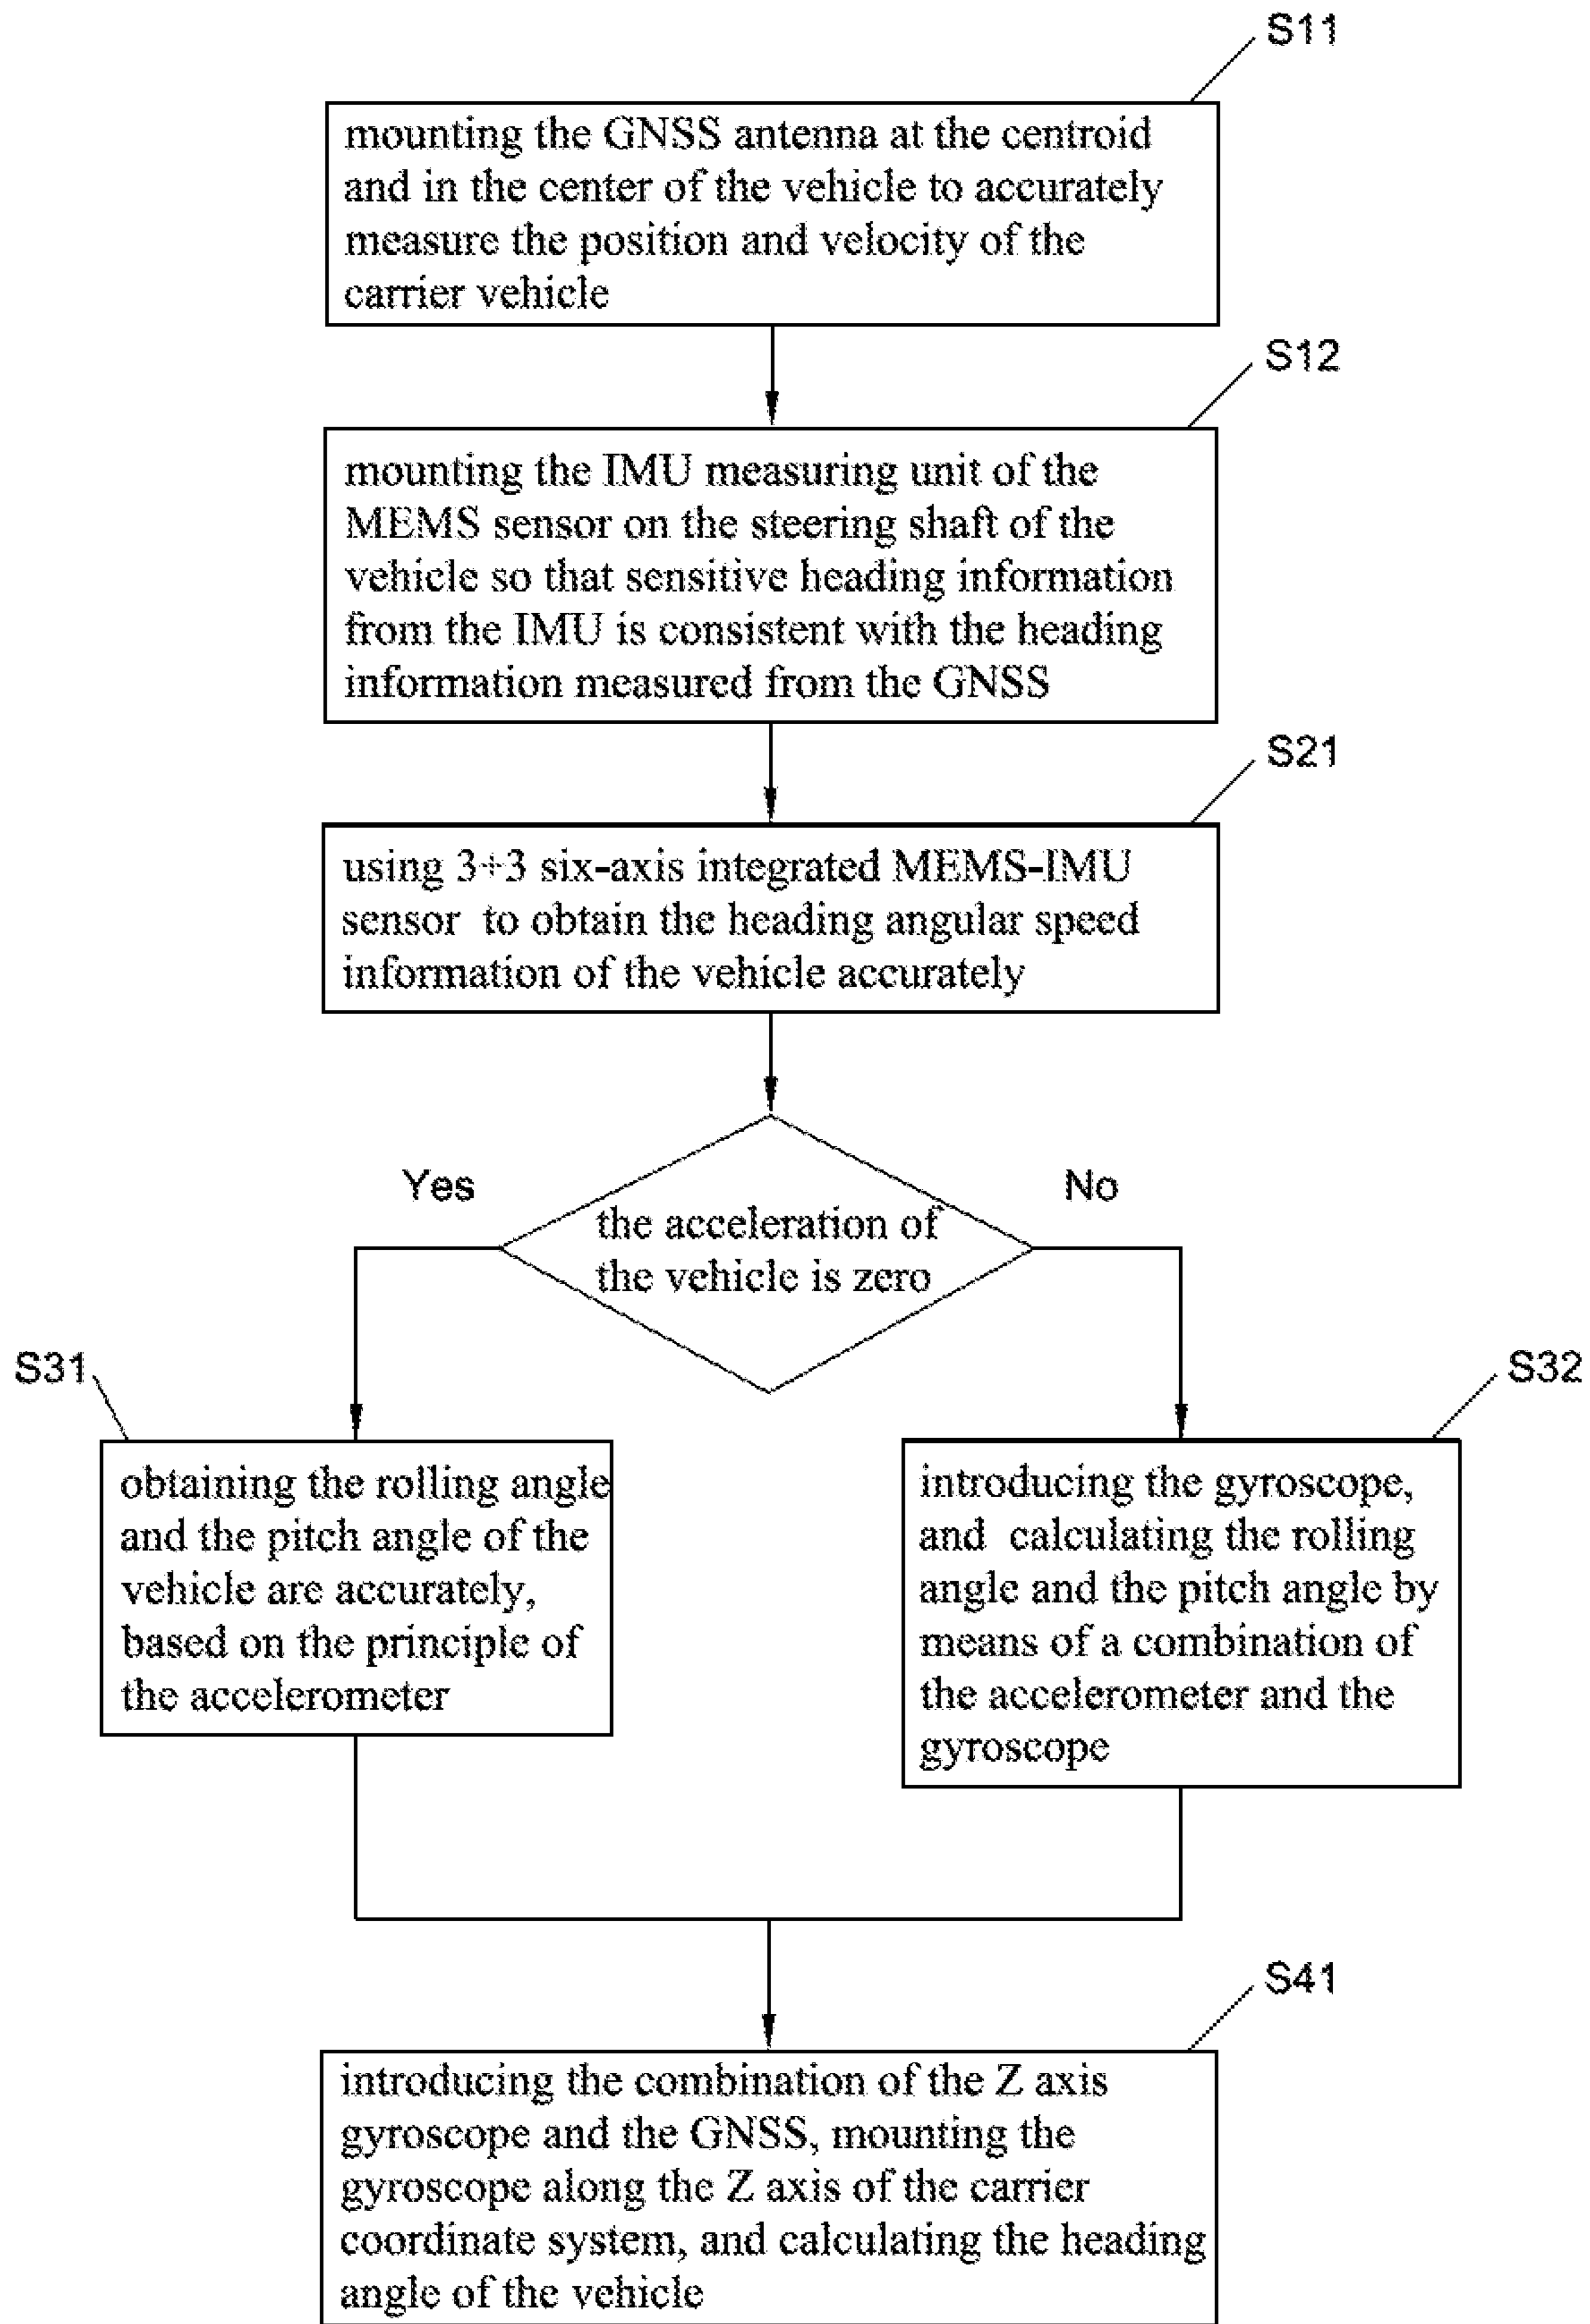 S11
mounting the GNSS antenna at the centroid
and in the center of the vehicle to accurately
measure the position and velocity of the
carrier vehicle
S12
mounting the IMU measuring unit of the
MEMS sensor on the steering shaft of the
vehicle so that sensitive heading information
from the IMU is consistent with the heading
information measured from the GNSS
S21
using 3+3 six-axis integrated MEMS-IMU
sensor to obtain the heading angular speed
information of the vehicle accurately
Yes
No
the acceleration of
the vehicle is zero
S31
obtaining the rolling angle
and the pitch angle of the
vehicle are accurately,
based on the principle of
the accelerometer
S32
introducing the gyroscope,
and calculating the rolling
angle and the pitch angle by
means of a combination of
the accelerometer and the
gyroscope
S41
introducing the combination of the Z axis
gyroscope and the GNSS, mounting the
gyroscope along the Z axis of the carrier
coordinate system, and calculating the heading
angle of the vehicle